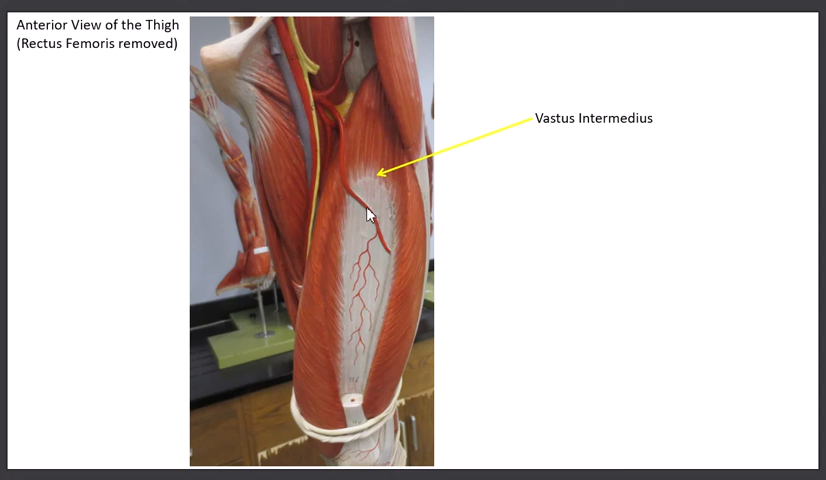 Anterior View of the Thigh
(Rectus Femoris removed)
Vastus Intermedius